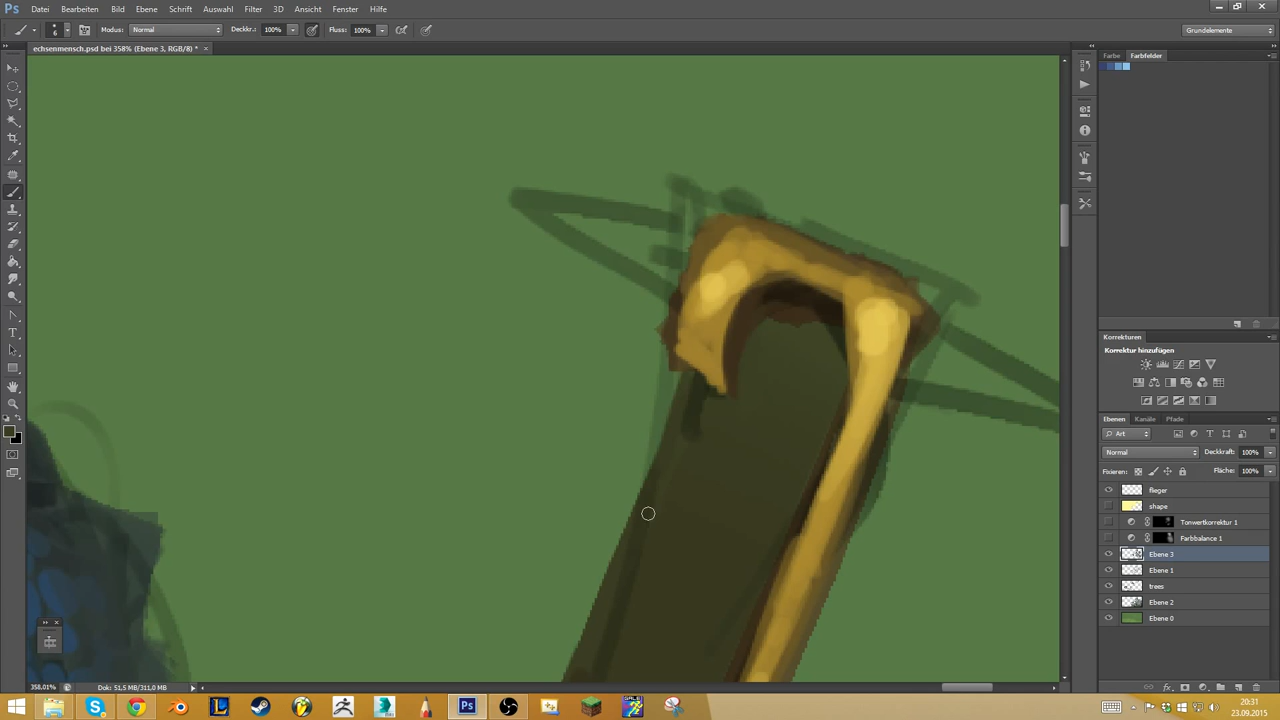 Ps Datei Bearbeiten Bild Ebene Schrift Auswahl Filter 3D Ansicht Fenster Hilfe
6 Modus: Normal Deckkr.: 100% Fluss: 100% Grundelemente
echsenmensch.psd bei 358% (Ebene 3, RGB/8) *
Farbe Farbfelder
Korrekturen
Korrektur hinzufügen
Ebenen Kanäle Pfade
Art
Normal Deckkraft: 100%
Fixieren: Fläche: 100%
flieger
shape
Tonwertkorrektur 1
Farbbalance 1
Ebene 3
Ebene 1
trees
Ebene 2
Ebene 0
358.01% Dok: 51,5 MB/311,0 MB
20:31
23.09.2015